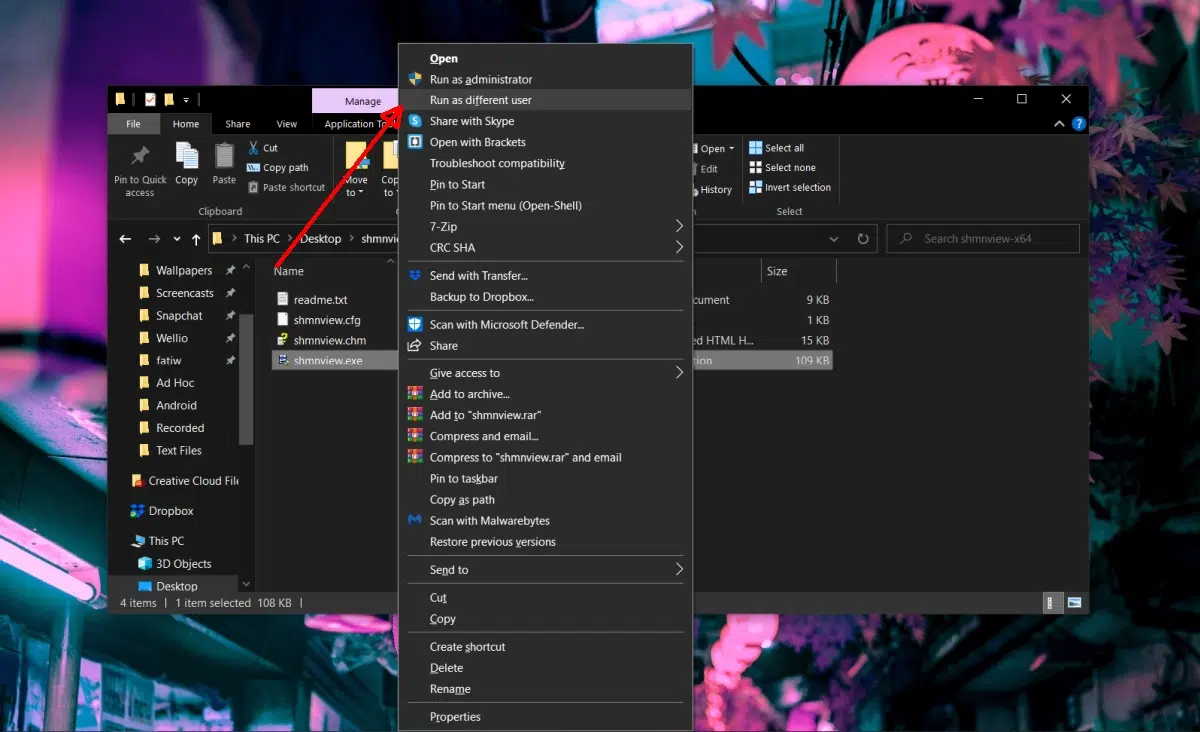 Manage
File
Home
Share
View
Application
Pin to Quick
access
Copy
Paste
Cut
Copy path
Paste shortcut
Move
to
to
Clipboard
Open
Edit
History
Select all
Select none
Invert selection
Select
This PC
Desktop
Search shmnview-x64
Wallpapers
Screencasts
Snapchat
Wellio
fatiw
Ad Hoc
Android
Recorded
Text Files
Creative Cloud File
Dropbox
This PC
3D Objects
Desktop
Name
Size
readme.txt
9 KB
shmnview.cfg
1 KB
shmnview.chm
15 KB
shmnview.exe
109 KB
4 items
1 item selected 108 KB
Open
Run as administrator
Run as different user
Share with Skype
Open with Brackets
Troubleshoot compatibility
Pin to Start
Pin to Start menu (Open-Shell)
7-Zip
CRC SHA
Send with Transfer...
Backup to Dropbox...
Scan with Microsoft Defender...
Share
Give access to
Add to archive...
Add to "shmnview.rar"
Compress and email...
Compress to "shmnview.rar" and email
Pin to taskbar
Copy as path
Scan with Malwarebytes
Restore previous versions
Send to
Cut
Copy
Create shortcut
Delete
Rename
Properties